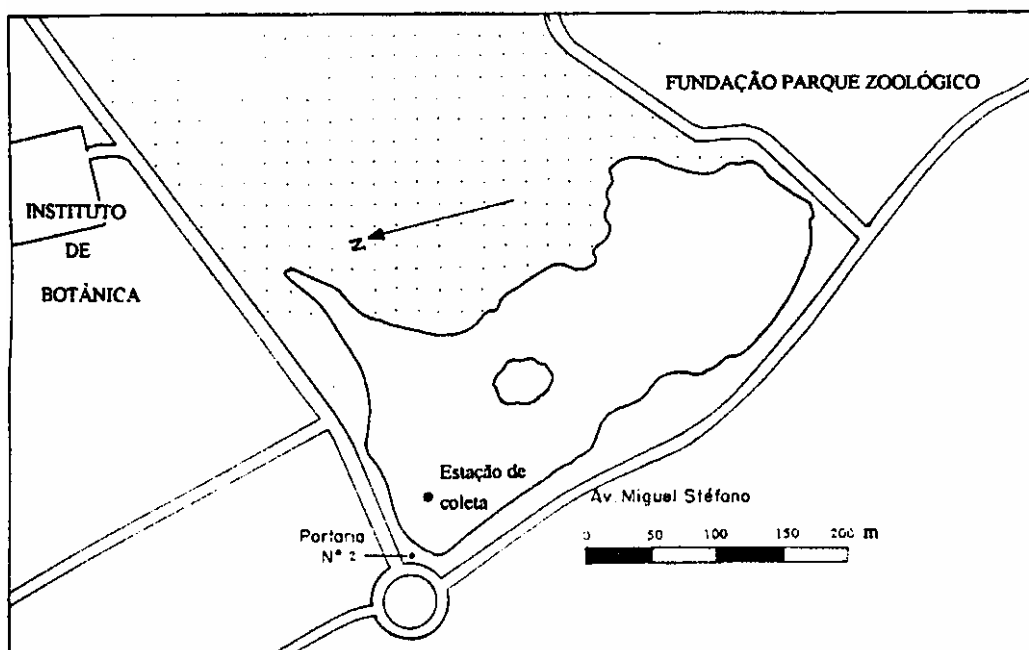 FUNDAÇÃO PARQUE ZOOLÓGICO
INSTITUTO
DE
BOTÂNICA
N
Estação de
coleta
Av. Miguel Stéfano
Portaria
Nº 2
0 50 100 150 200 m